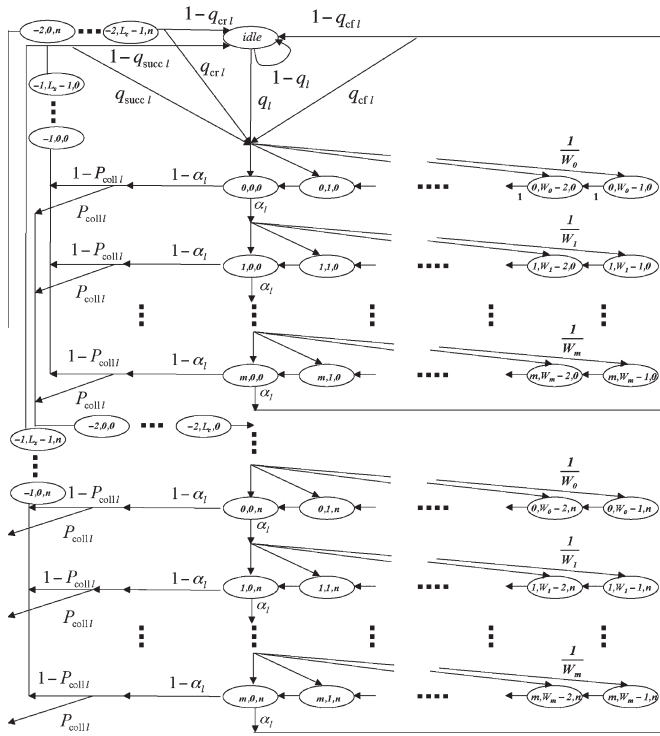 1-q_cr l
1-q_cf l
-2,0,n
-2,L_c-1,n
idle
1-q_succ l
1-q_l
-1,L_s-1,0
q_succ l
q_cr l
q_l
q_cf l
-1,0,0
1/W_0
1-P_coll l
1-α_l
0,0,0
0,1,0
0,W_0-2,0
0,W_0-1,0
P_coll l
α_l
1
1
1/W_1
1-P_coll l
1-α_l
1,0,0
1,1,0
1,W_1-2,0
1,W_1-1,0
P_coll l
α_l
1/W_m
1-P_coll l
1-α_l
m,0,0
m,1,0
m,W_m-2,0
m,W_m-1,0
P_coll l
α_l
-2,0,0
-2,L_c,0
-1,L_s-1,n
1/W_0
-1,0,n
1-P_coll l
1-α_l
0,0,n
0,1,n
0,W_0-2,n
0,W_0-1,n
P_coll l
α_l
1/W_1
1-P_coll l
1-α_l
1,0,n
1,1,n
1,W_1-2,n
1,W_1-1,n
P_coll l
α_l
1/W_m
1-P_coll l
1-α_l
m,0,n
m,1,n
m,W_m-2,n
m,W_m-1,n
P_coll l
α_l